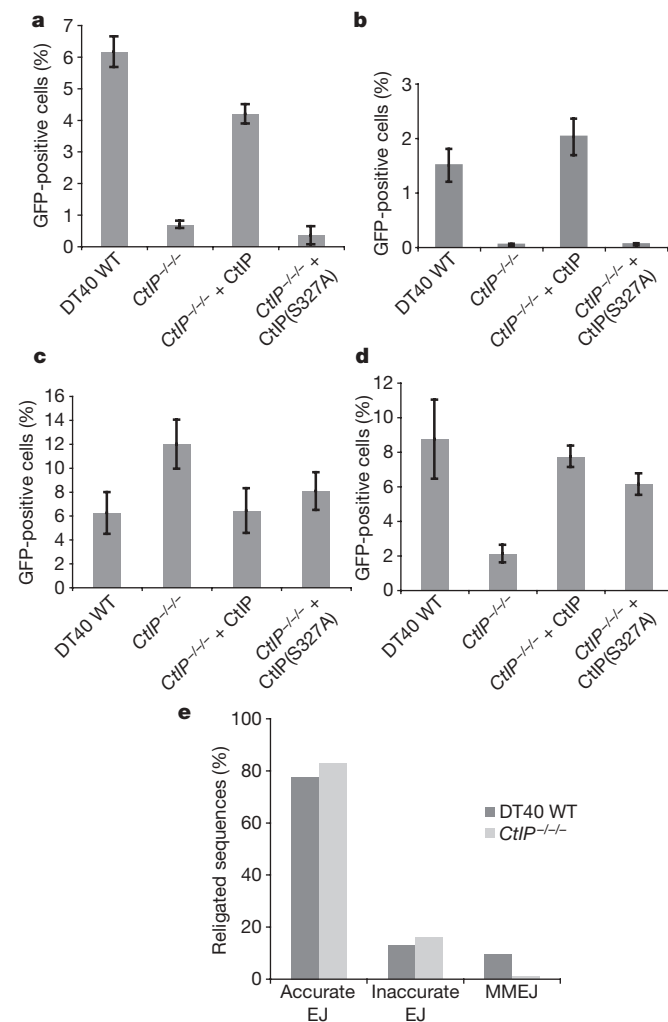 a
7
6
5
4
3
2
1
0
GFP-positive cells (%)
DT40 WT
CtIP–/–/–
CtIP–/–/– + CtIP
CtIP–/–/– +
CtIP(S327A)
b
3
2
1
0
GFP-positive cells (%)
DT40 WT
CtIP–/–/–
CtIP–/–/– + CtIP
CtIP–/–/– +
CtIP(S327A)
c
16
14
12
10
8
6
4
2
0
GFP-positive cells (%)
DT40 WT
CtIP–/–/–
CtIP–/–/– + CtIP
CtIP–/–/– +
CtIP(S327A)
d
12
10
8
6
4
2
0
GFP-positive cells (%)
DT40 WT
CtIP–/–/–
CtIP–/–/– + CtIP
CtIP–/–/– +
CtIP(S327A)
e
100
80
60
40
20
0
Religated sequences (%)
DT40 WT
CtIP–/–/–
Accurate
EJ
Inaccurate
EJ
MMEJ